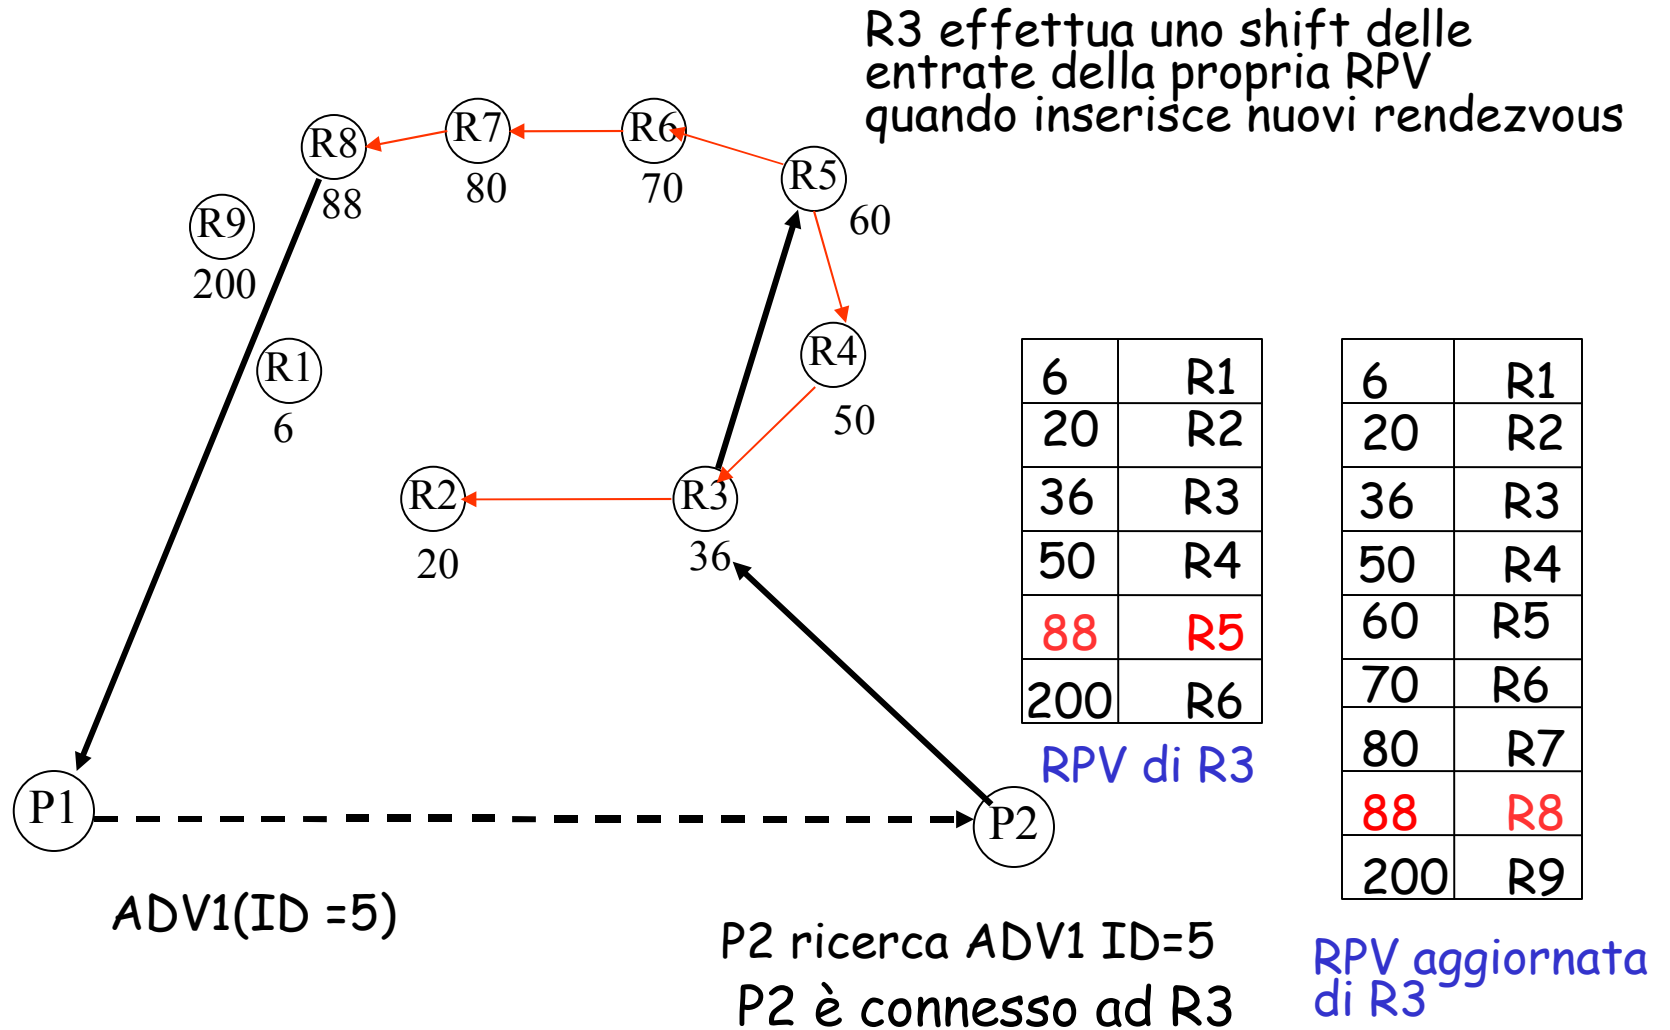 R3 effettua uno shift delle
entrate della propria RPV
quando inserisce nuovi rendezvous
R8
88
R7
80
R6
70
R5
60
R9
200
R1
6
R4
50
R2
20
R3
36
P1
P2
6 R1
20 R2
36 R3
50 R4
88 R5
200 R6
RPV di R3
6 R1
20 R2
36 R3
50 R4
60 R5
70 R6
80 R7
88 R8
200 R9
RPV aggiornata
di R3
ADV1(ID =5)
P2 ricerca ADV1 ID=5
P2 è connesso ad R3